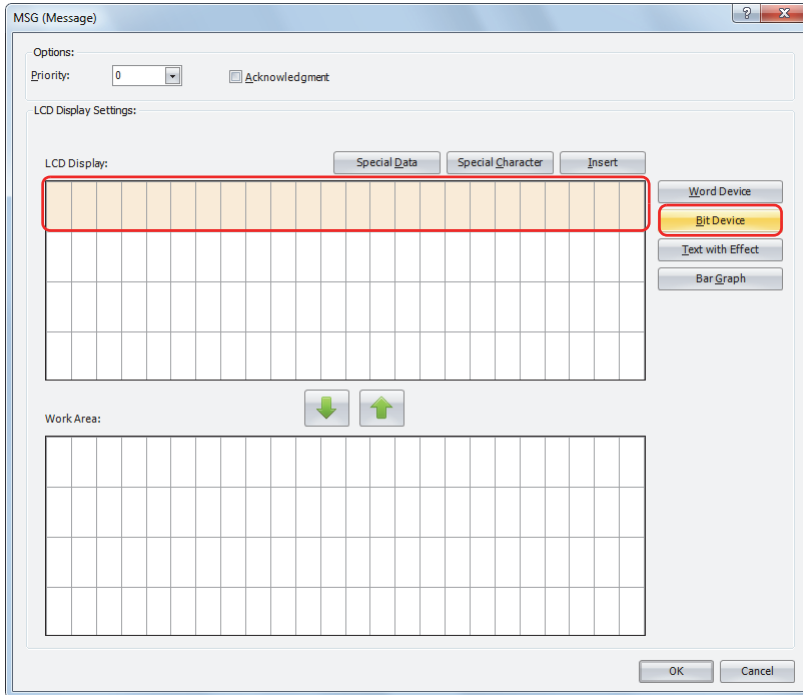 MSG (Message)
?
Options:
Priority: 0 Acknowledgment
LCD Display Settings:
LCD Display: Special Data Special Character Insert
Word Device
Bit Device
Text with Effect
Bar Graph
Work Area:
OK Cancel